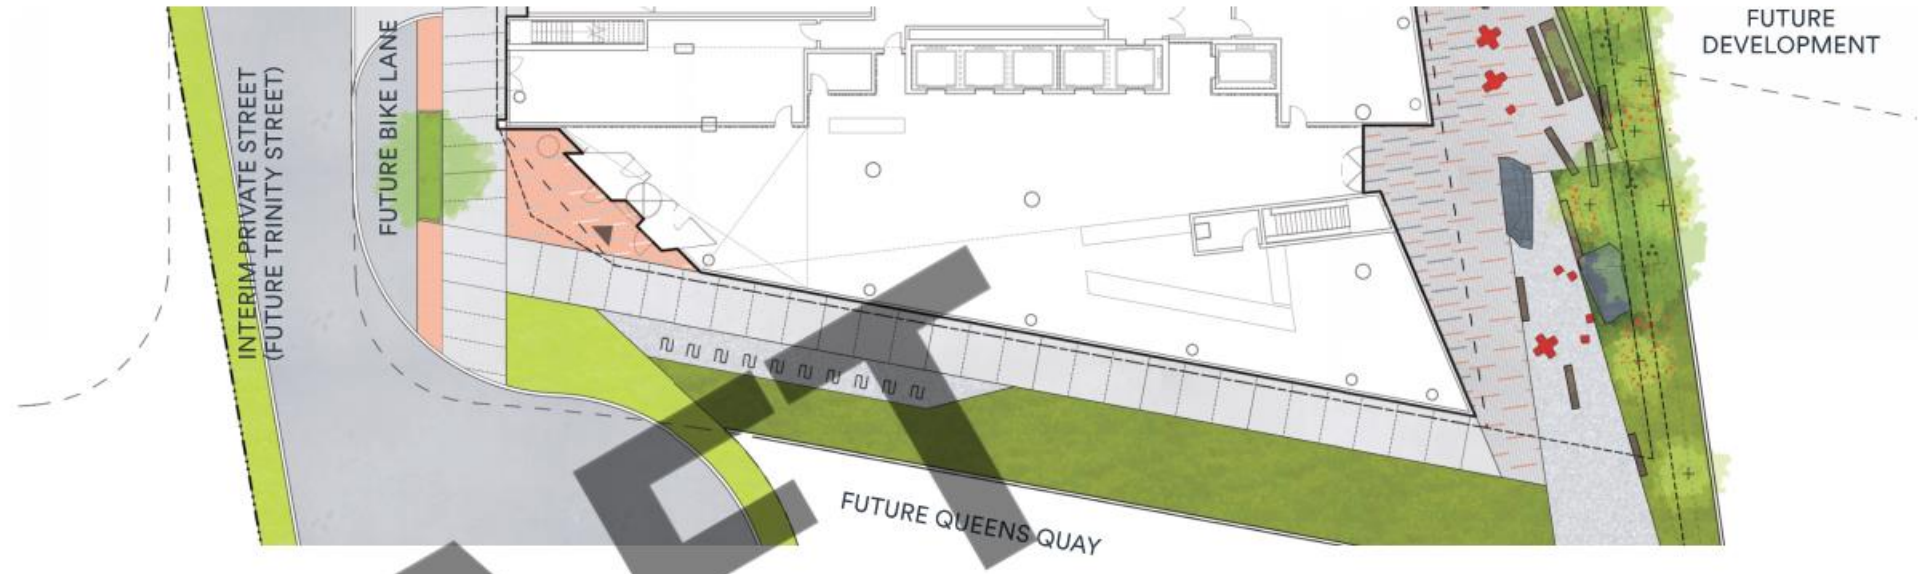 INTERIM PRIVATE STREET
(FUTURE TRINITY STREET)
FUTURE BIKE LANE
FUTURE
DEVELOPMENT
FUTURE QUEENS QUAY